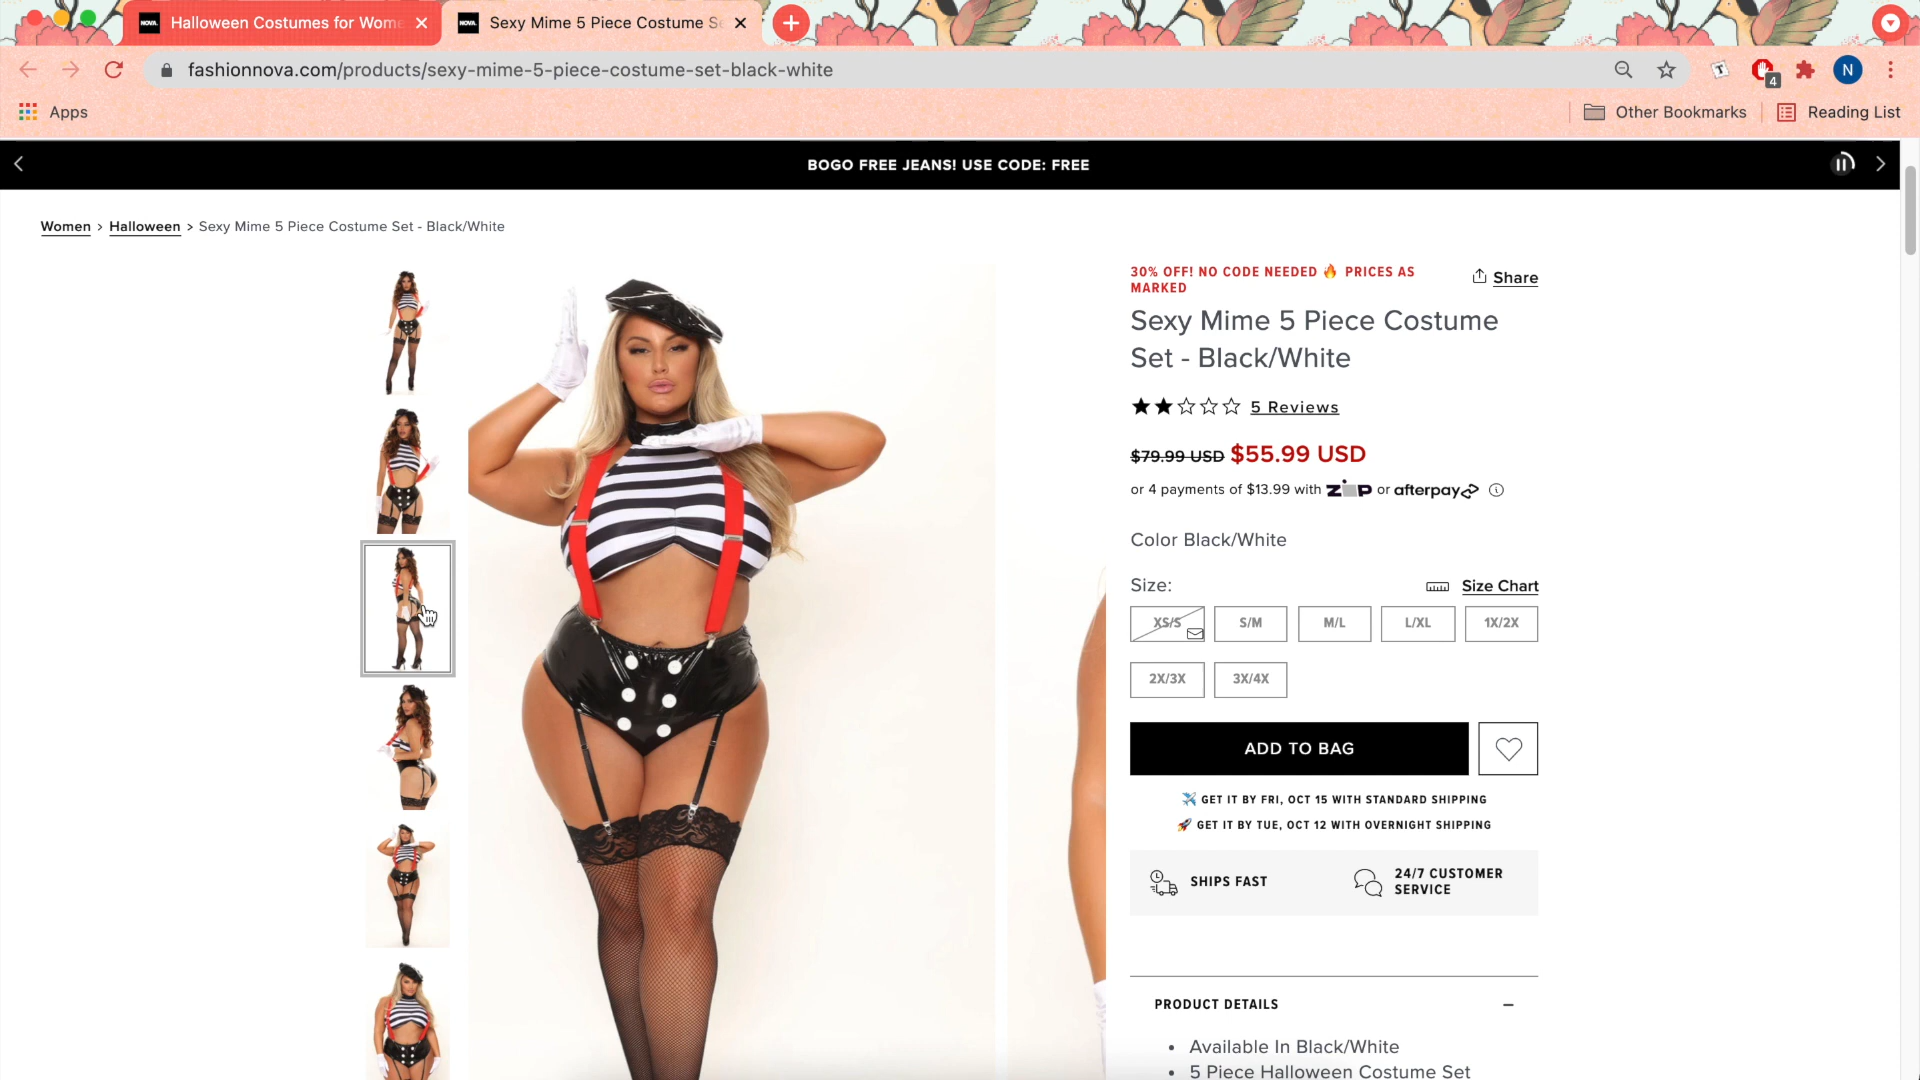 NOVA Halloween Costumes for Wom
NOVA Sexy Mime 5 Piece Costume S
fashionnova.com/products/sexy-mime-5-piece-costume-set-black-white
T
4
N
Apps
Other Bookmarks
Reading List
BOGO FREE JEANS! USE CODE: FREE
Women > Halloween > Sexy Mime 5 Piece Costume Set - Black/White
30% OFF! NO CODE NEEDED 🔥 PRICES AS
MARKED
Share
Sexy Mime 5 Piece Costume
Set - Black/White
5 Reviews
$79.99 USD $55.99 USD
or 4 payments of $13.99 with zip or afterpay
Color Black/White
Size:
Size Chart
XS/S S/M M/L L/XL 1X/2X
2X/3X 3X/4X
ADD TO BAG
✈️ GET IT BY FRI, OCT 15 WITH STANDARD SHIPPING
🚀 GET IT BY TUE, OCT 12 WITH OVERNIGHT SHIPPING
SHIPS FAST
24/7 CUSTOMER
SERVICE
PRODUCT DETAILS
• Available In Black/White
• 5 Piece Halloween Costume Set